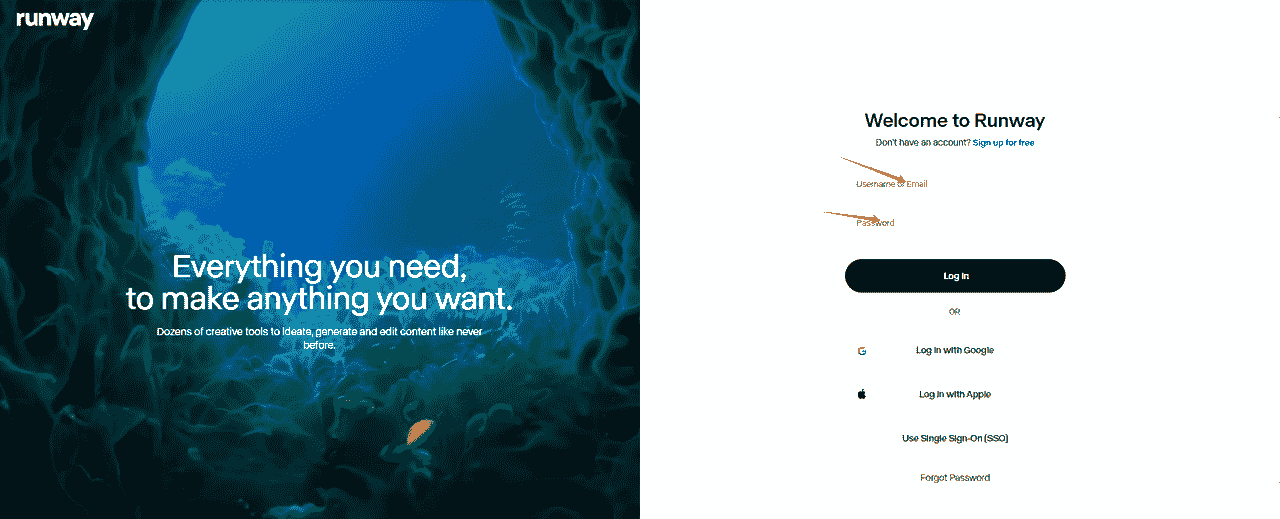 runway
Everything you need,
to make anything you want.
Dozens of creative tools to ideate, generate and edit content like never
before.
Welcome to Runway
Don't have an account? Sign up for free
Username or Email
Password
Log in
OR
Log in with Google
Log in with Apple
Use Single Sign-On (SSO)
Forgot Password